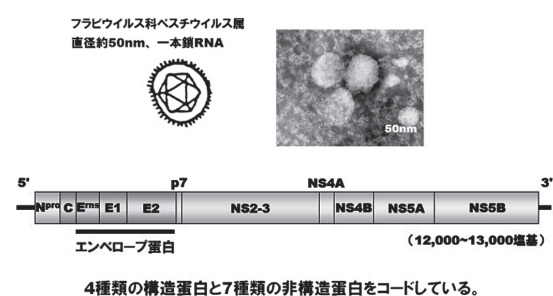 フラビウイルス科ペスチウイルス属
直径約50nm、一本鎖RNA
50nm
5' p7 NS4A 3'
Npro C Erns E1 E2 NS2-3 NS4B NS5A NS5B
エンベロープ蛋白
（12,000~13,000塩基）
4種類の構造蛋白と7種類の非構造蛋白をコードしている。